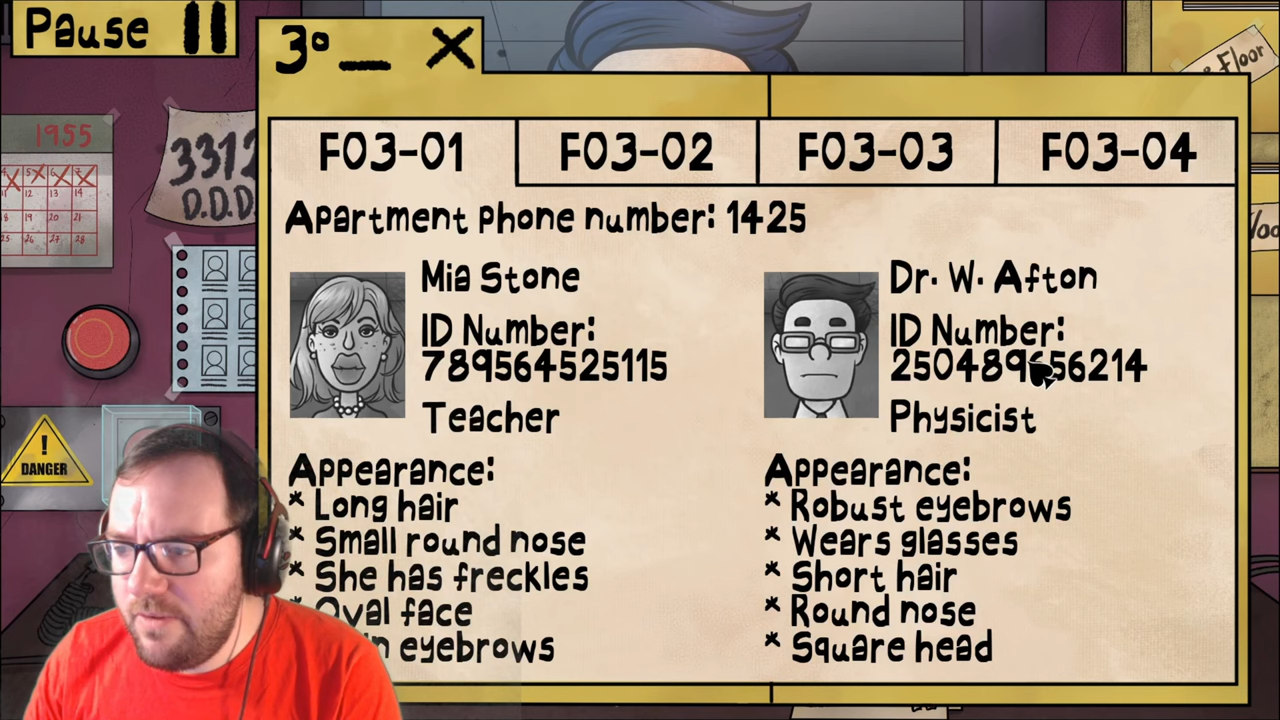 Pause
3º _ X
Floor
1955
3312
D.D.D
F03-01
F03-02
F03-03
F03-04
Apartment phone number: 1425
Mia Stone
ID Number:
789564525115
Teacher
Appearance:
* Long hair
* Small round nose
* She has freckles
Oval face
eyebrows
Dr. W. Afton
ID Number:
250489656214
Physicist
Appearance:
* Robust eyebrows
* Wears glasses
* Short hair
* Round nose
* Square head
!
DANGER